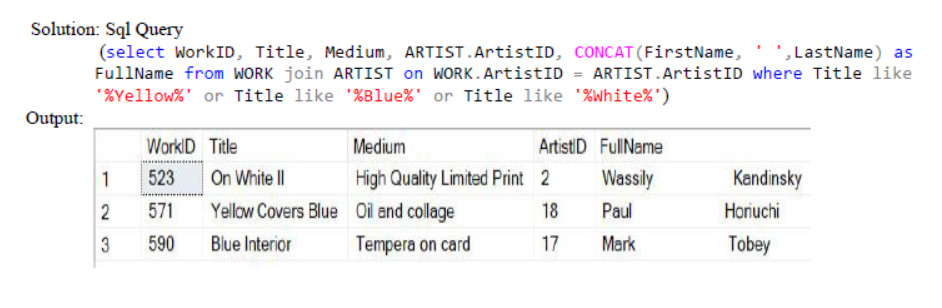 Solution: Sql Query
(select WorkID, Title, Medium, ARTIST.ArtistID, CONCAT(FirstName, ' ',LastName) as
FullName from WORK join ARTIST on WORK.ArtistID = ARTIST.ArtistID where Title like
'%Yellow%' or Title like '%Blue%' or Title like '%White%')
Output:
WorkID Title Medium ArtistID FullName
1 523 On White II High Quality Limited Print 2 Wassily Kandinsky
2 571 Yellow Covers Blue Oil and collage 18 Paul Horiuchi
3 590 Blue Interior Tempera on card 17 Mark Tobey